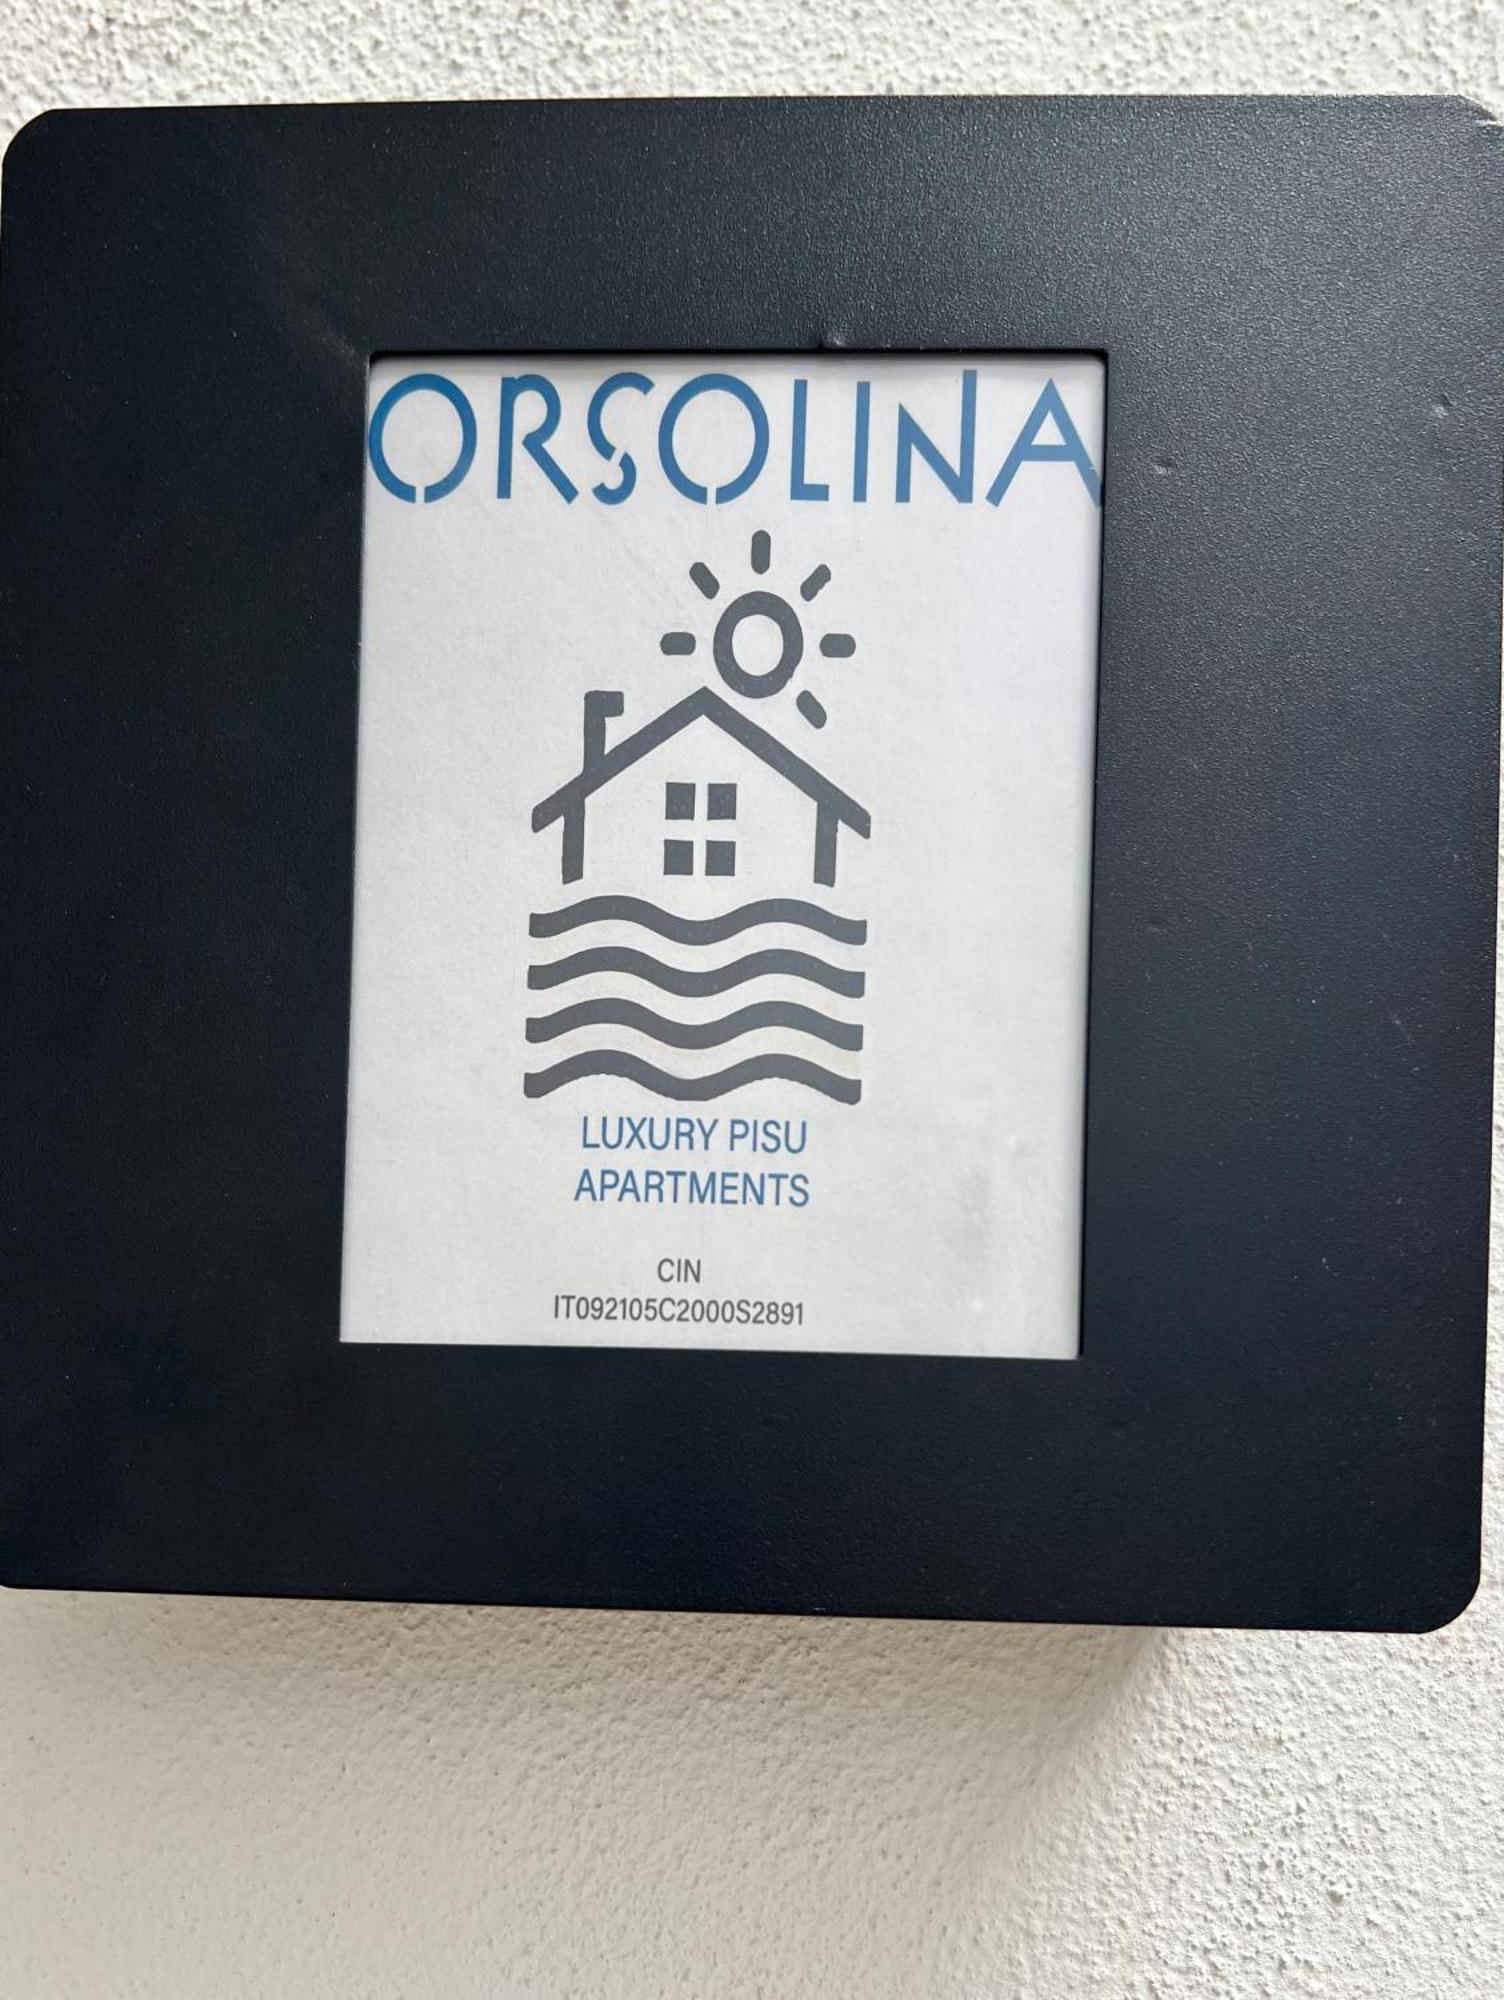 ORSOLINA
LUXURY PISU
APARTMENTS
CIN
IT092105C2000S2891